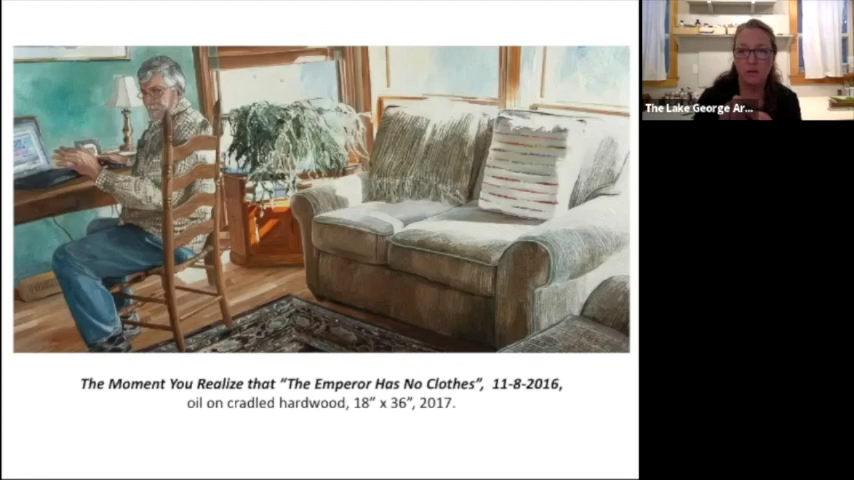 The Lake George Ar...
The Moment You Realize that “The Emperor Has No Clothes”, 11-8-2016,
oil on cradled hardwood, 18” x 36”, 2017.